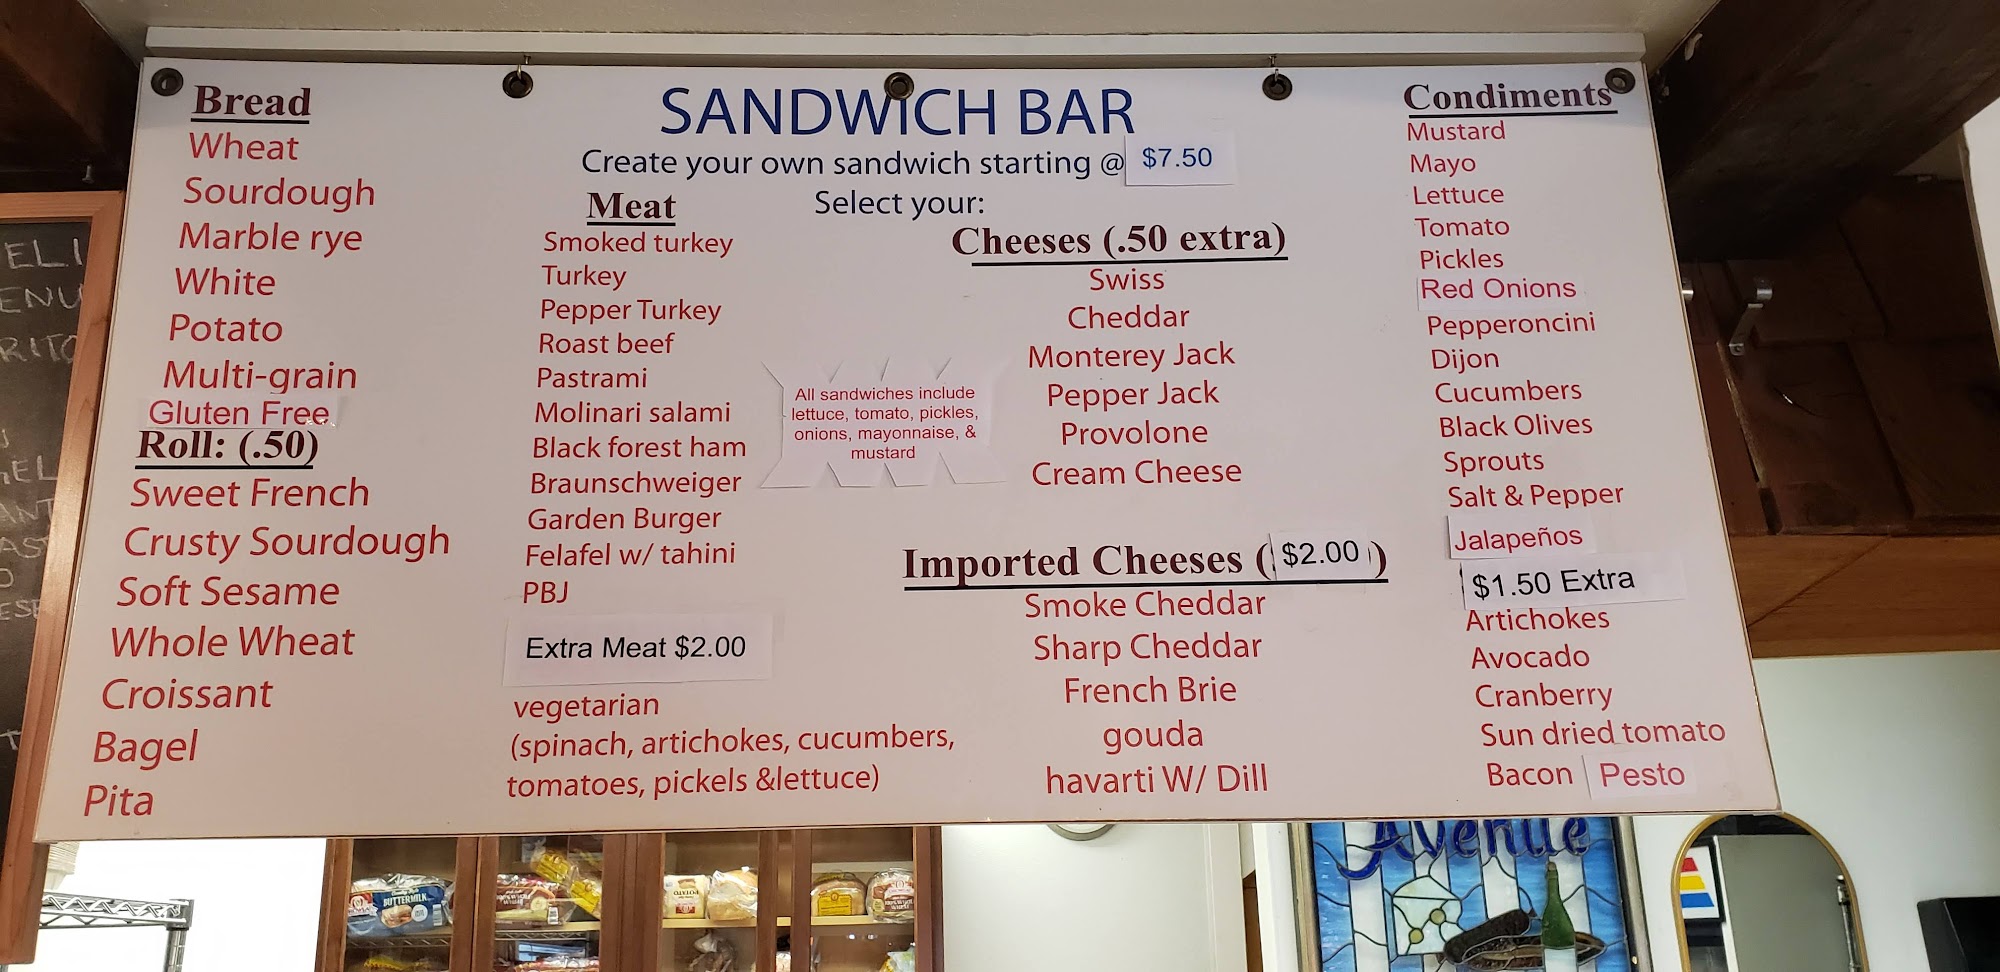 Bread
Wheat
Sourdough
Marble rye
White
Potato
Multi-grain
Gluten Free
Roll: (.50)
Sweet French
Crusty Sourdough
Soft Sesame
Whole Wheat
Croissant
Bagel
Pita
SANDWICH BAR
Create your own sandwich starting @ $7.50
Select your:
Meat
Smoked turkey
Turkey
Pepper Turkey
Roast beef
Pastrami
Molinari salami
Black forest ham
Braunschweiger
Garden Burger
Felafel w/ tahini
PBJ
Extra Meat $2.00
vegetarian
(spinach, artichokes, cucumbers,
tomatoes, pickels &lettuce)
All sandwiches include
lettuce, tomato, pickles,
onions, mayonnaise, &
mustard
Cheeses (.50 extra)
Swiss
Cheddar
Monterey Jack
Pepper Jack
Provolone
Cream Cheese
Imported Cheeses ($2.00)
Smoke Cheddar
Sharp Cheddar
French Brie
gouda
havarti W/ Dill
Condiments
Mustard
Mayo
Lettuce
Tomato
Pickles
Red Onions
Pepperoncini
Dijon
Cucumbers
Black Olives
Sprouts
Salt & Pepper
Jalapeños
$1.50 Extra
Artichokes
Avocado
Cranberry
Sun dried tomato
Bacon Pesto
BUTTERMILK
POTATO
Avenue